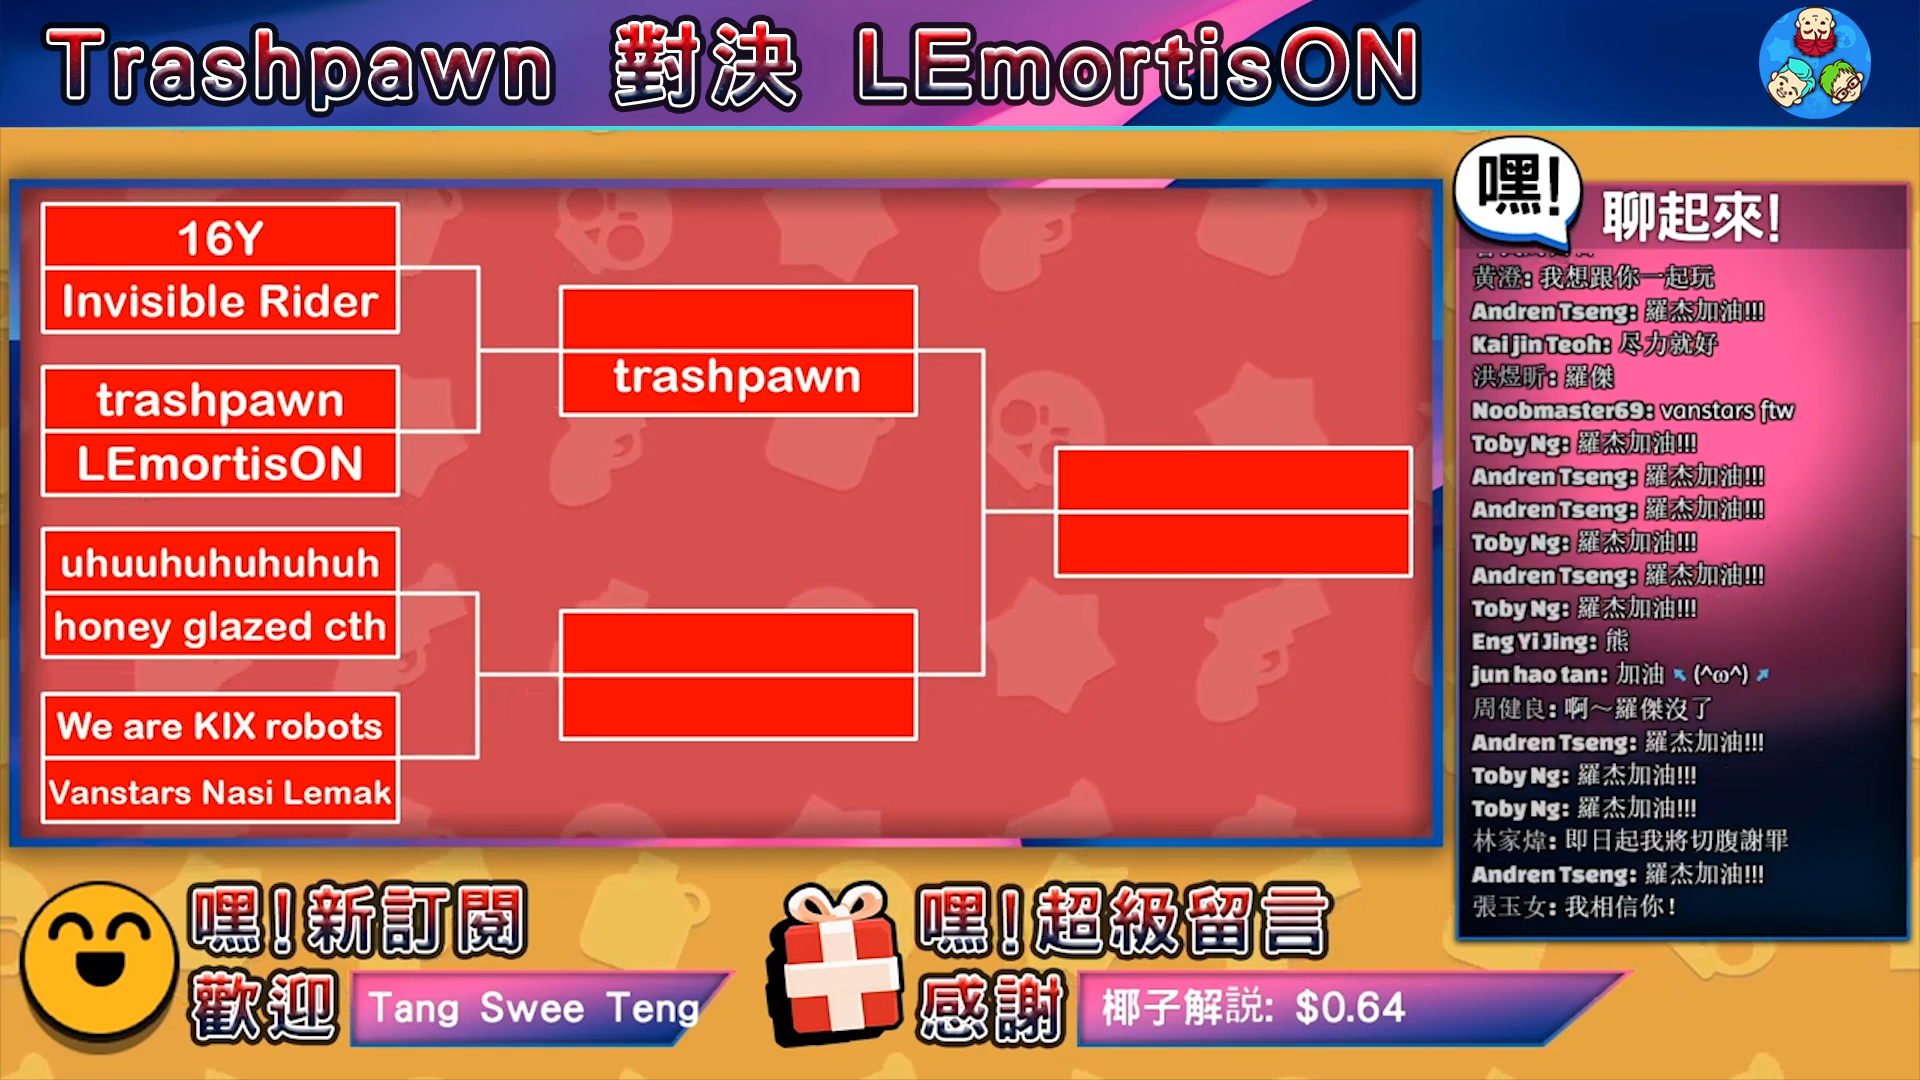 Trashpawn 對決 LEmortisON
16Y
Invisible Rider
trashpawn
LEmortisON
uhuuhuhuhuhuh
honey glazed cth
We are KIX robots
Vanstars Nasi Lemak
trashpawn
嘿!
聊起來!
黃澄: 我想跟你一起玩
Andren Tseng: 羅杰加油!!!
Kai jin Teoh: 尽力就好
洪煜昕: 羅傑
Noobmaster69: vanstars ftw
Toby Ng: 羅杰加油!!!
Andren Tseng: 羅杰加油!!!
Andren Tseng: 羅杰加油!!!
Toby Ng: 羅杰加油!!!
Andren Tseng: 羅杰加油!!!
Toby Ng: 羅杰加油!!!
Eng Yi Jing: 熊
jun hao tan: 加油↖(^ω^)↗
周健良: 啊～羅傑沒了
Andren Tseng: 羅杰加油!!!
Toby Ng: 羅杰加油!!!
Toby Ng: 羅杰加油!!!
林家煒: 即日起我將切腹謝罪
Andren Tseng: 羅杰加油!!!
張玉女: 我相信你!
嘿!新訂閱
歡迎 Tang Swee Teng
嘿!超級留言
感謝 椰子解説: $0.64